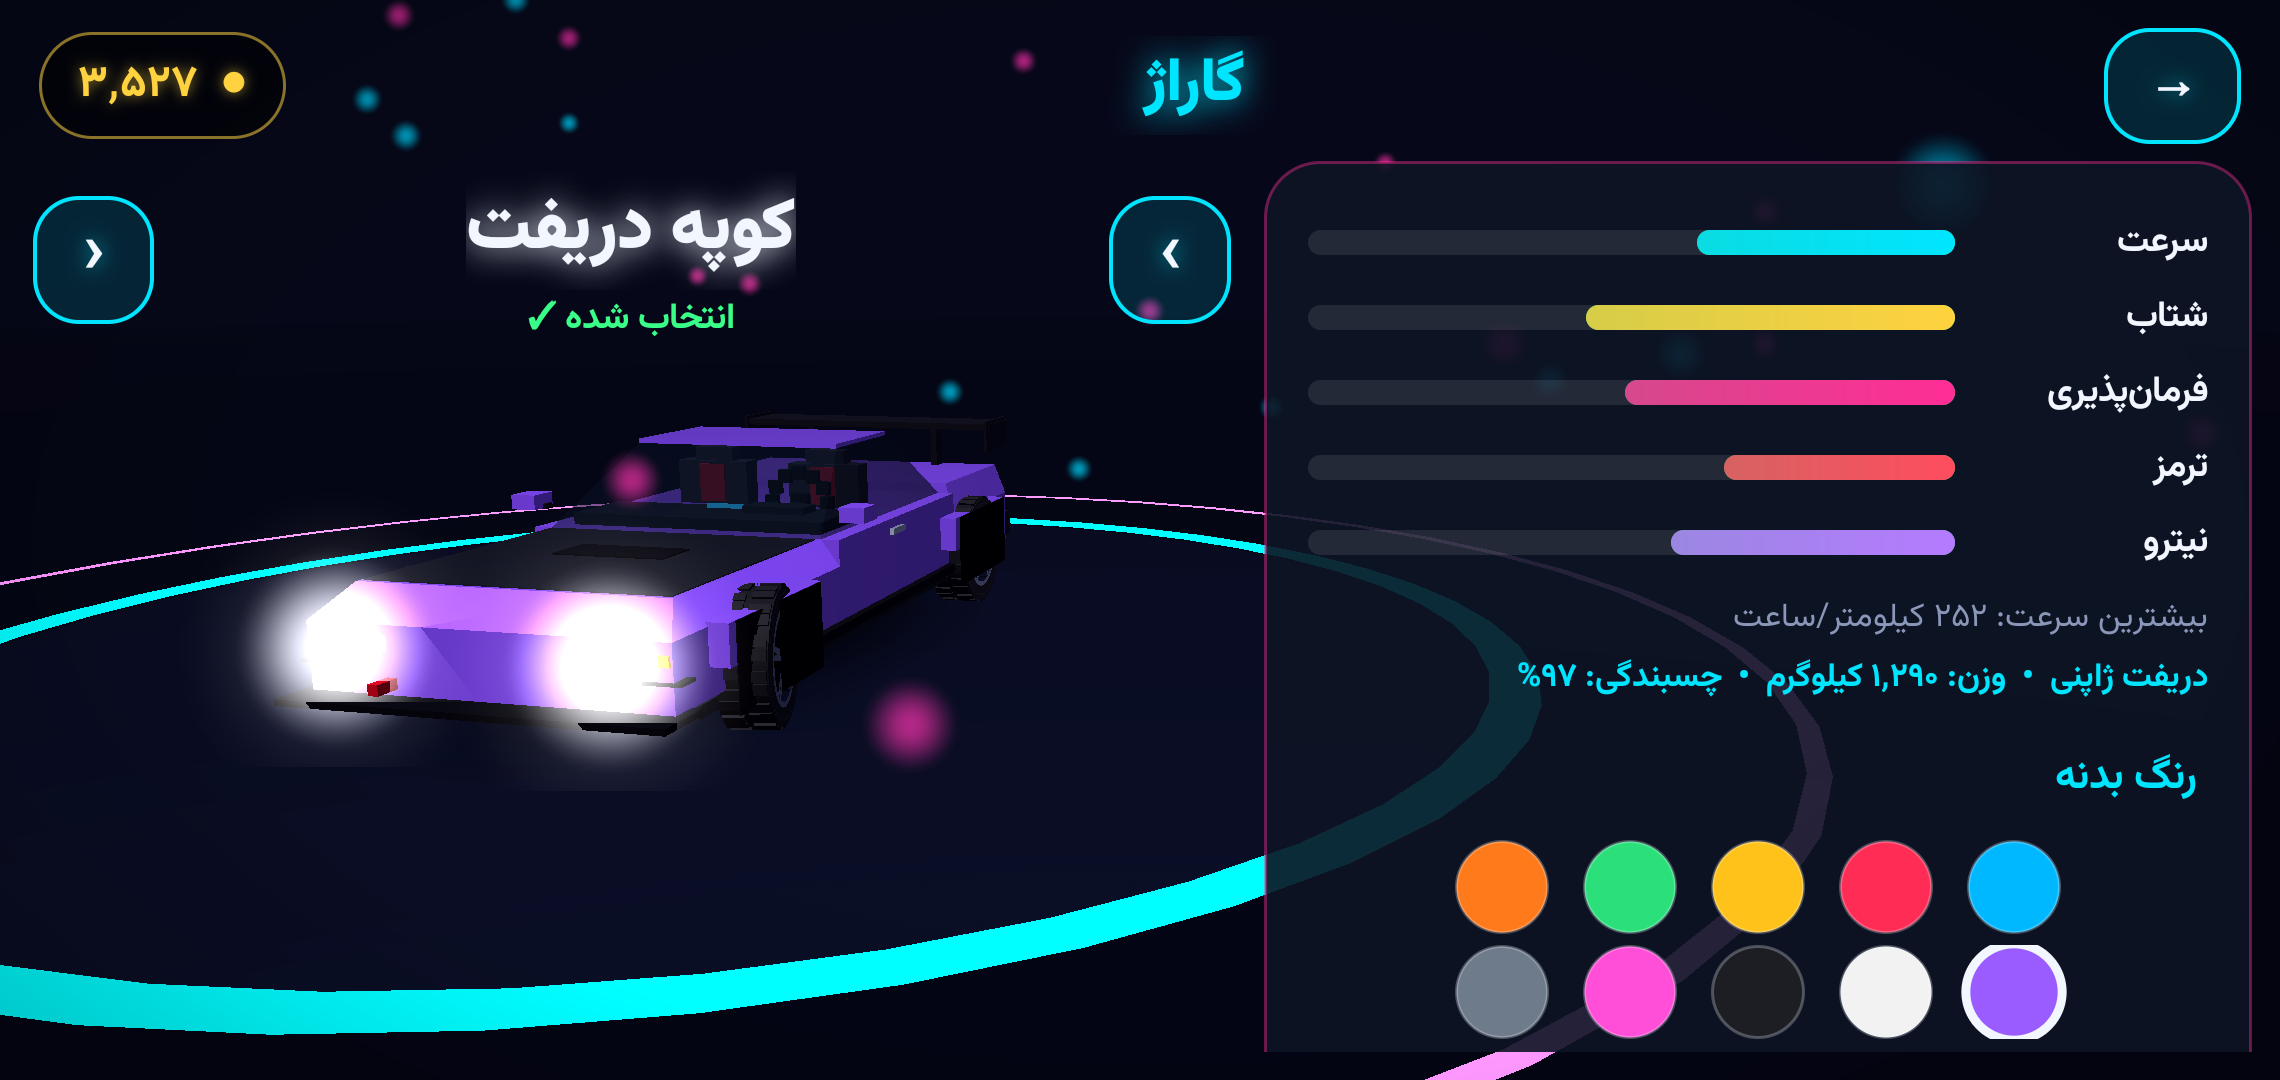 →
گاراژ
۳,۵۲۷
کوپه دریفت
انتخاب شده ✓
سرعت
شتاب
فرمان‌پذیری
ترمز
نیترو
بیشترین سرعت: ۲۵۲ کیلومتر/ساعت
دریفت ژاپنی • وزن: ۱,۲۹۰ کیلوگرم • چسبندگی: ۹۷%
رنگ بدنه